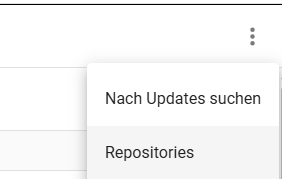 Nach Updates suchen
Repositories